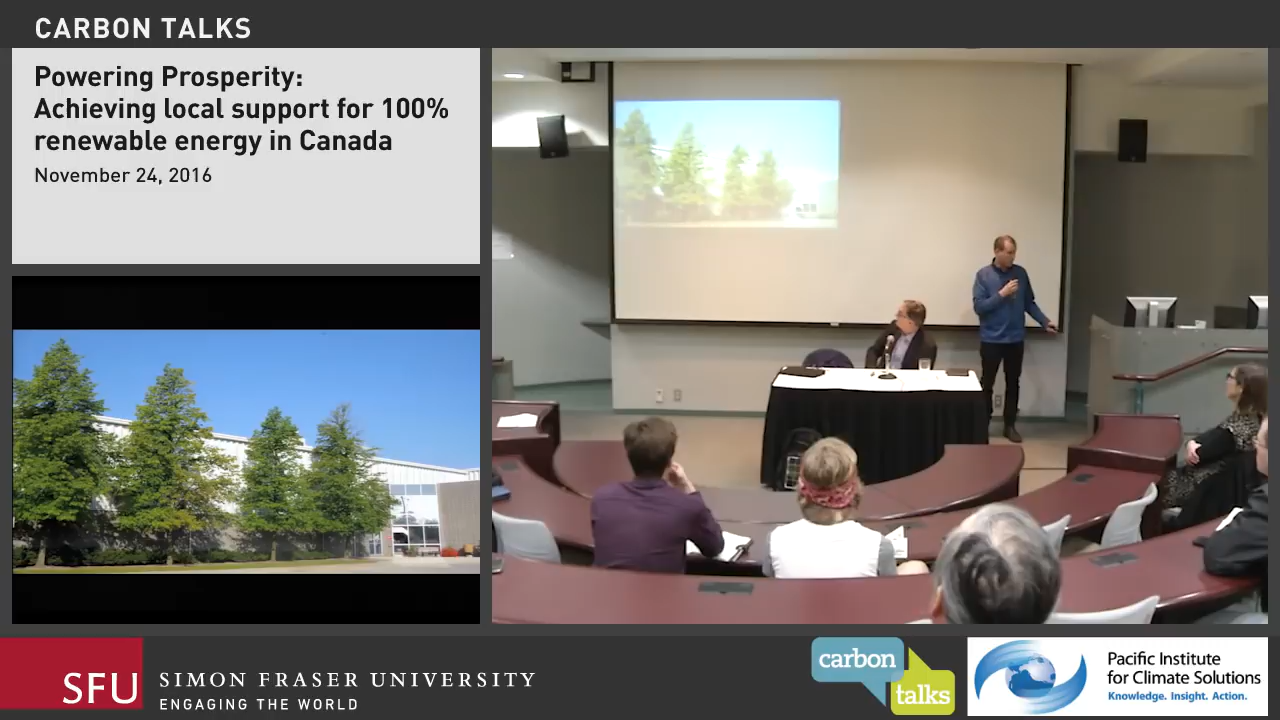 CARBON TALKS
Powering Prosperity:
Achieving local support for 100%
renewable energy in Canada
November 24, 2016
SFU
SIMON FRASER UNIVERSITY
ENGAGING THE WORLD
carbon
talks
Pacific Institute
for Climate Solutions
Knowledge. Insight. Action.